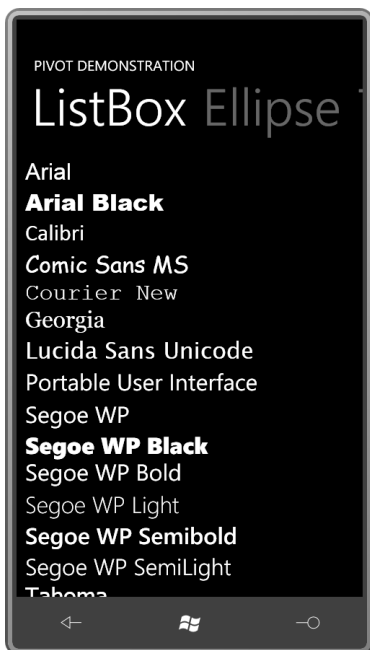 PIVOT DEMONSTRATION
ListBox Ellipse
Arial
Arial Black
Calibri
Comic Sans MS
Courier New
Georgia
Lucida Sans Unicode
Portable User Interface
Segoe WP
Segoe WP Black
Segoe WP Bold
Segoe WP Light
Segoe WP Semibold
Segoe WP SemiLight
Tahoma